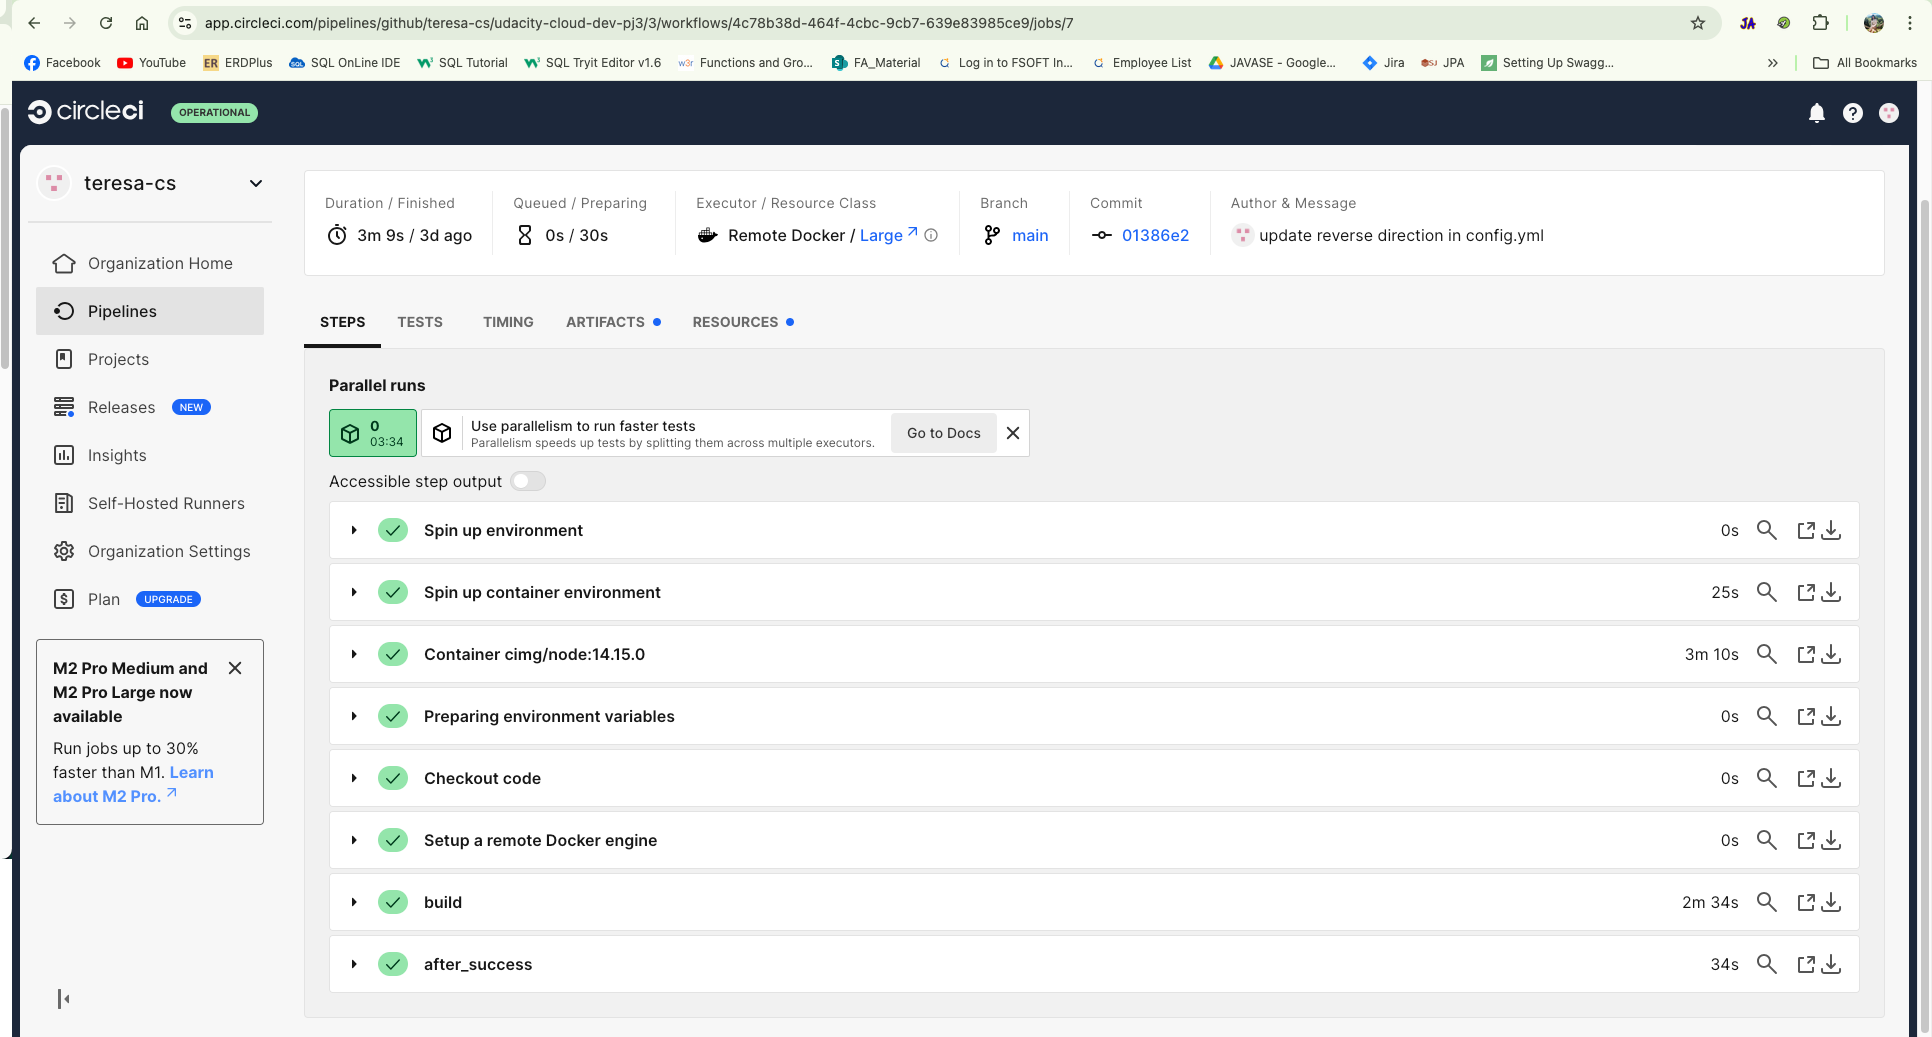 app.circleci.com/pipelines/github/teresa-cs/udacity-cloud-dev-pj3/3/workflows/4c78b38d-464f-4cbc-9cb7-639e83985ce9/jobs/7
JA
Facebook
YouTube
ER ERDPlus
SQL OnLine IDE
SQL Tutorial
SQL Tryit Editor v1.6
w3r Functions and Gro...
FA_Material
Log in to FSOFT In...
Employee List
JAVASE - Google...
Jira
JPA
Setting Up Swagg...
All Bookmarks
circleci
OPERATIONAL
teresa-cs
Organization Home
Pipelines
Projects
Releases NEW
Insights
Self-Hosted Runners
Organization Settings
Plan UPGRADE
M2 Pro Medium and
M2 Pro Large now
available
Run jobs up to 30%
faster than M1. Learn
about M2 Pro.
Duration / Finished
3m 9s / 3d ago
Queued / Preparing
0s / 30s
Executor / Resource Class
Remote Docker / Large
Branch
main
Commit
01386e2
Author & Message
update reverse direction in config.yml
STEPS
TESTS
TIMING
ARTIFACTS
RESOURCES
Parallel runs
0
03:34
Use parallelism to run faster tests
Parallelism speeds up tests by splitting them across multiple executors.
Go to Docs
Accessible step output
Spin up environment 0s
Spin up container environment 25s
Container cimg/node:14.15.0 3m 10s
Preparing environment variables 0s
Checkout code 0s
Setup a remote Docker engine 0s
build 2m 34s
after_success 34s